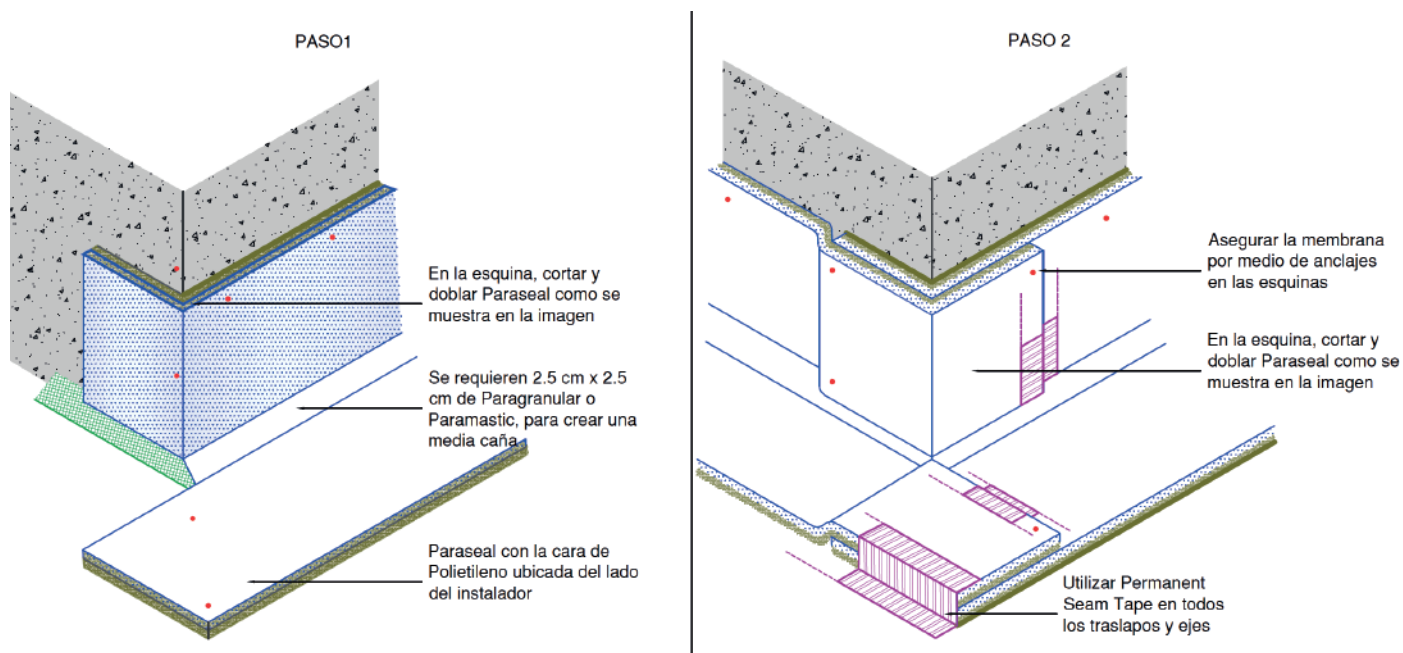 PASO1
En la esquina, cortar y
doblar Paraseal como se
muestra en la imagen
Se requieren 2.5 cm x 2.5
cm de Paragranular o
Paramastic, para crear una
media caña
Paraseal con la cara de
Polietileno ubicada del lado
del instalador
PASO 2
Asegurar la membrana
por medio de anclajes
en las esquinas
En la esquina, cortar y
doblar Paraseal como se
muestra en la imagen
Utilizar Permanent
Seam Tape en todos
los traslapos y ejes